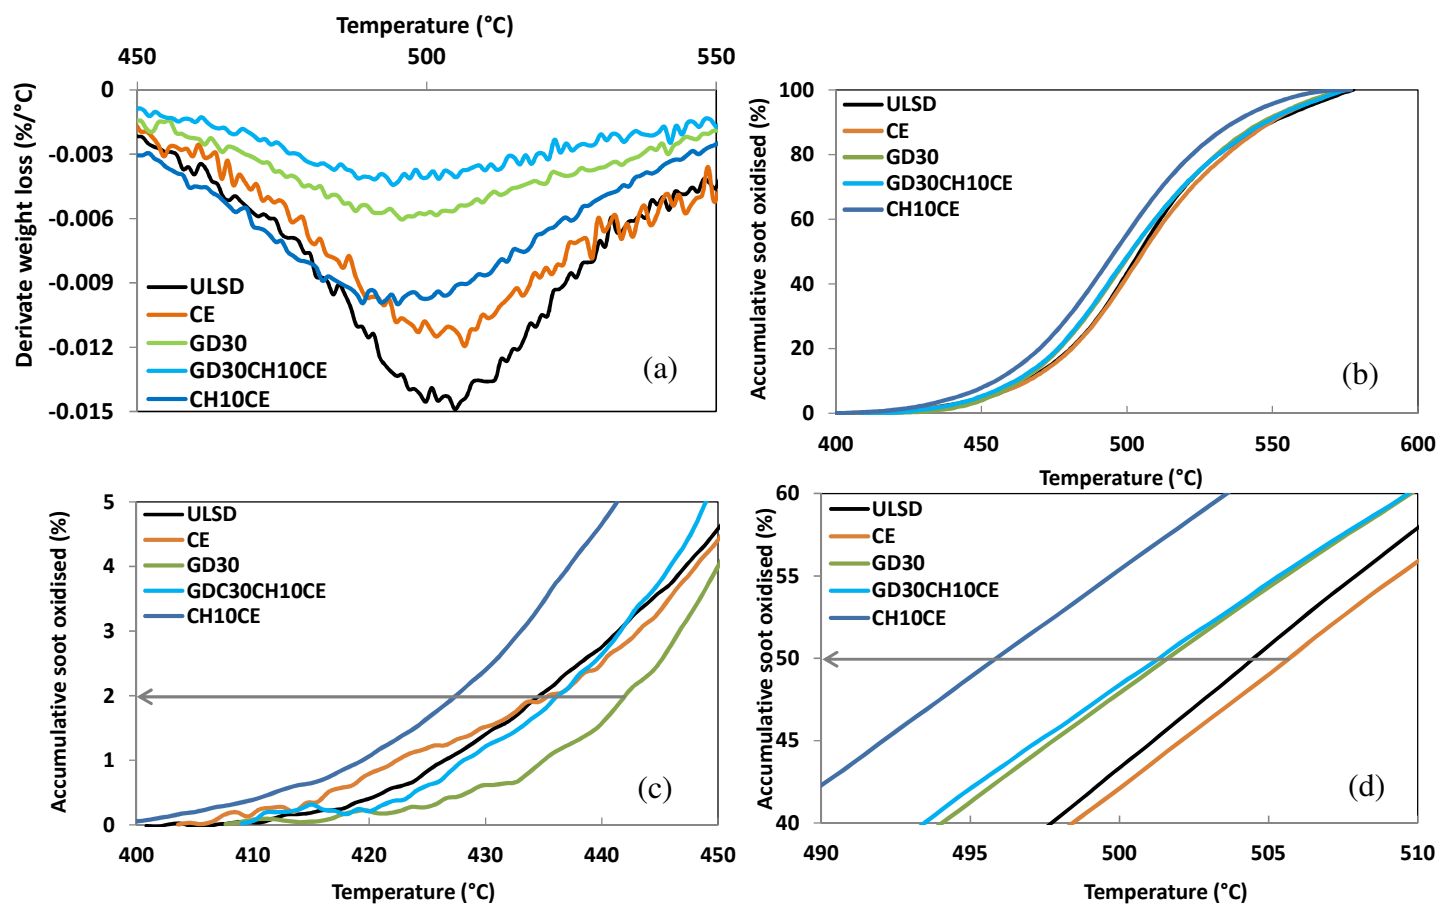 Temperature (°C)
450 500 550
0
-0.003
-0.006
-0.009
-0.012
-0.015
Derivate weight loss (%/°C)
ULSD
CE
GD30
GD30CH10CE
CH10CE
(a)
100
80
60
40
20
0
Accumulative soot oxidised (%)
ULSD
CE
GD30
GD30CH10CE
CH10CE
(b)
400 450 500 550 600
Temperature (°C)
5
4
3
2
1
0
Accumulative soot oxidised (%)
ULSD
CE
GD30
GDC30CH10CE
CH10CE
(c)
400 410 420 430 440 450
Temperature (°C)
60
55
50
45
40
Accumulative soot oxidised (%)
ULSD
CE
GD30
GD30CH10CE
CH10CE
(d)
490 495 500 505 510
Temperature (°C)